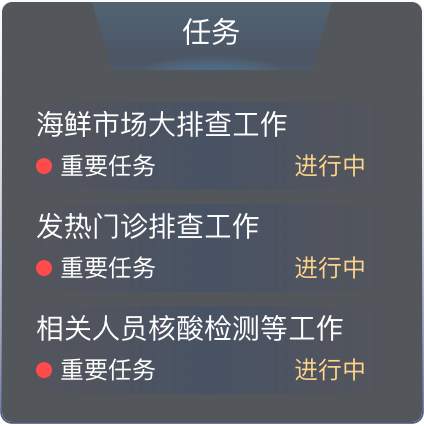 任务
海鲜市场大排查工作
重要任务 进行中
发热门诊排查工作
重要任务 进行中
相关人员核酸检测等工作
重要任务 进行中